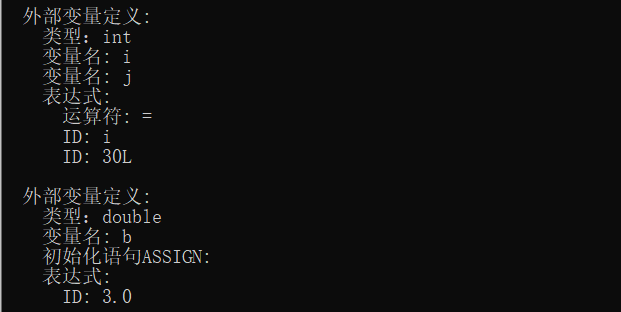 外部变量定义:
类型：int
变量名: i
变量名: j
表达式:
运算符: =
ID: i
ID: 30L
外部变量定义:
类型：double
变量名: b
初始化语句ASSIGN:
表达式:
ID: 3.0